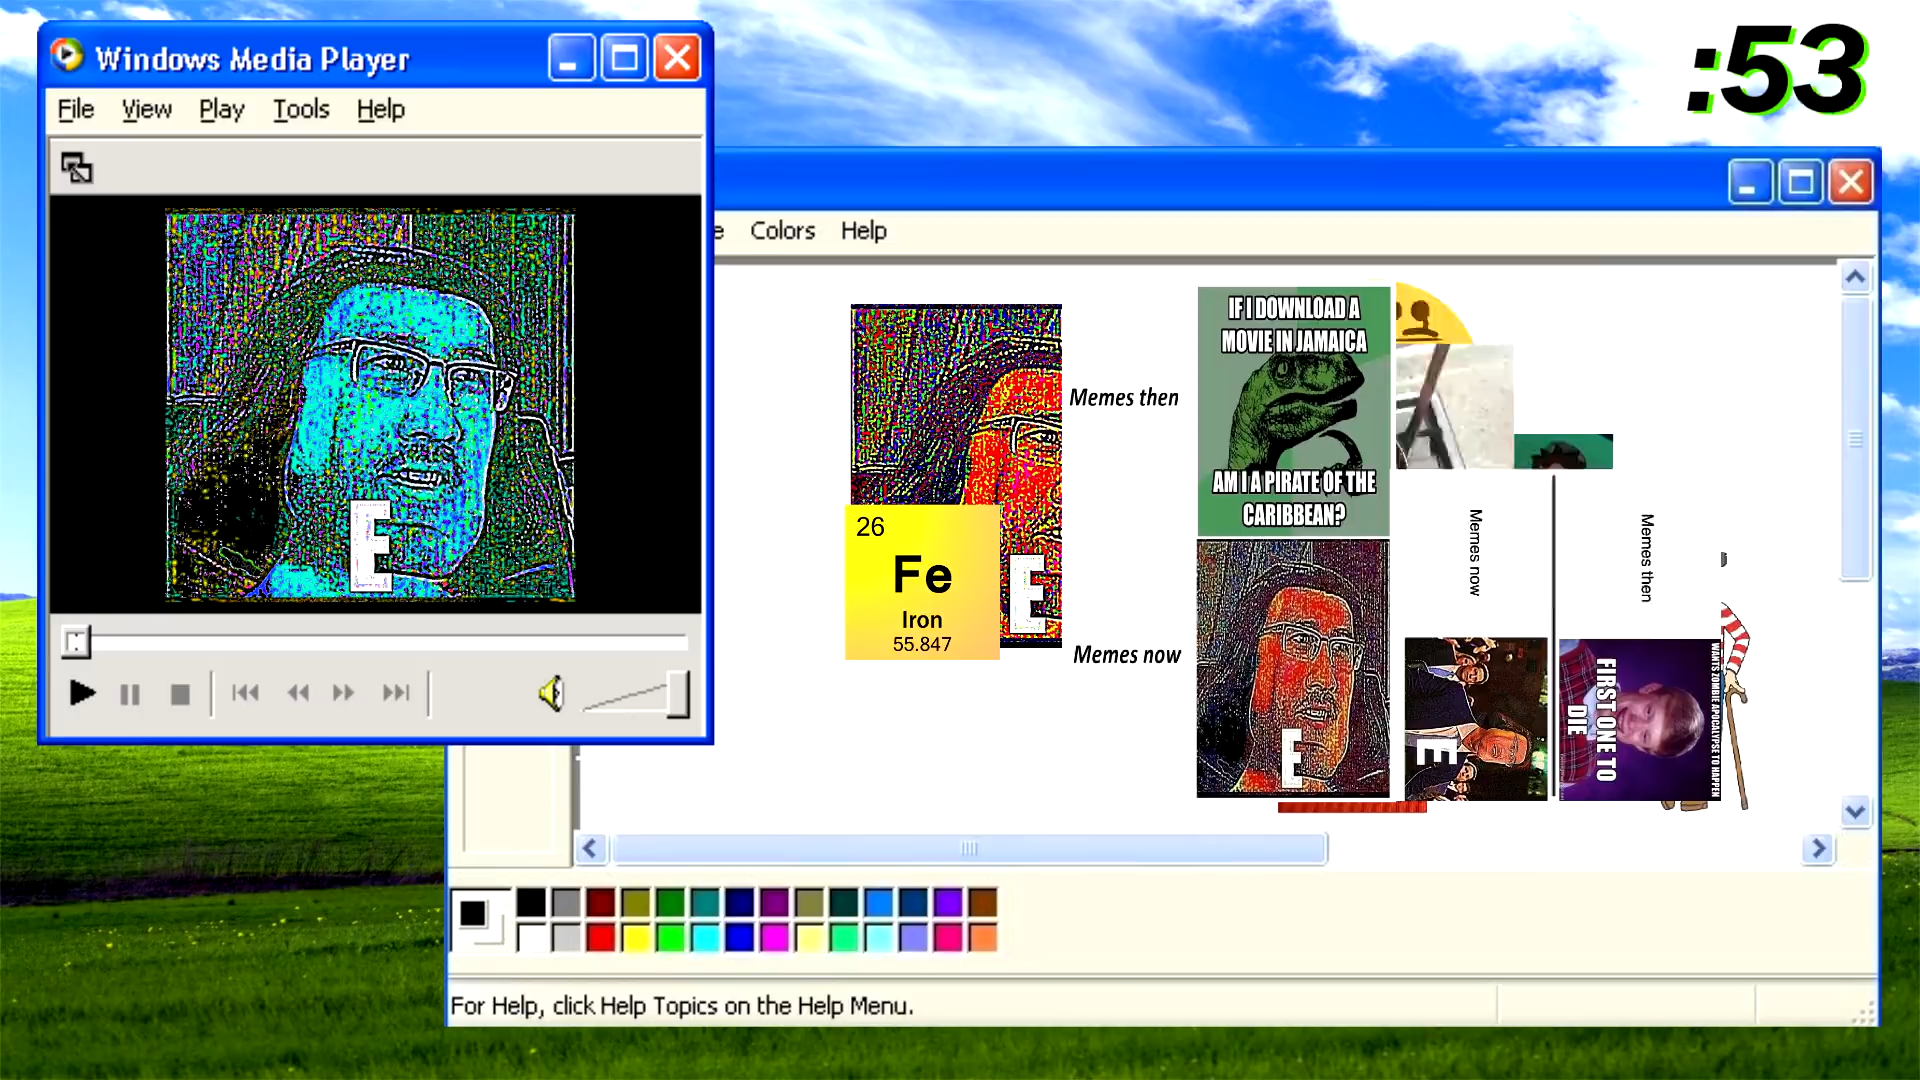 Windows Media Player
File View Play Tools Help
:53
e Colors Help
E
26
Fe
Iron
55.847
E
Memes then
Memes now
IF I DOWNLOAD A
MOVIE IN JAMAICA
AM I A PIRATE OF THE
CARIBBEAN?
E
Memes now
Memes then
E
WANTS ZOMBIE APOCALYPSE TO HAPPEN
FIRST ONE TO
DIE
For Help, click Help Topics on the Help Menu.